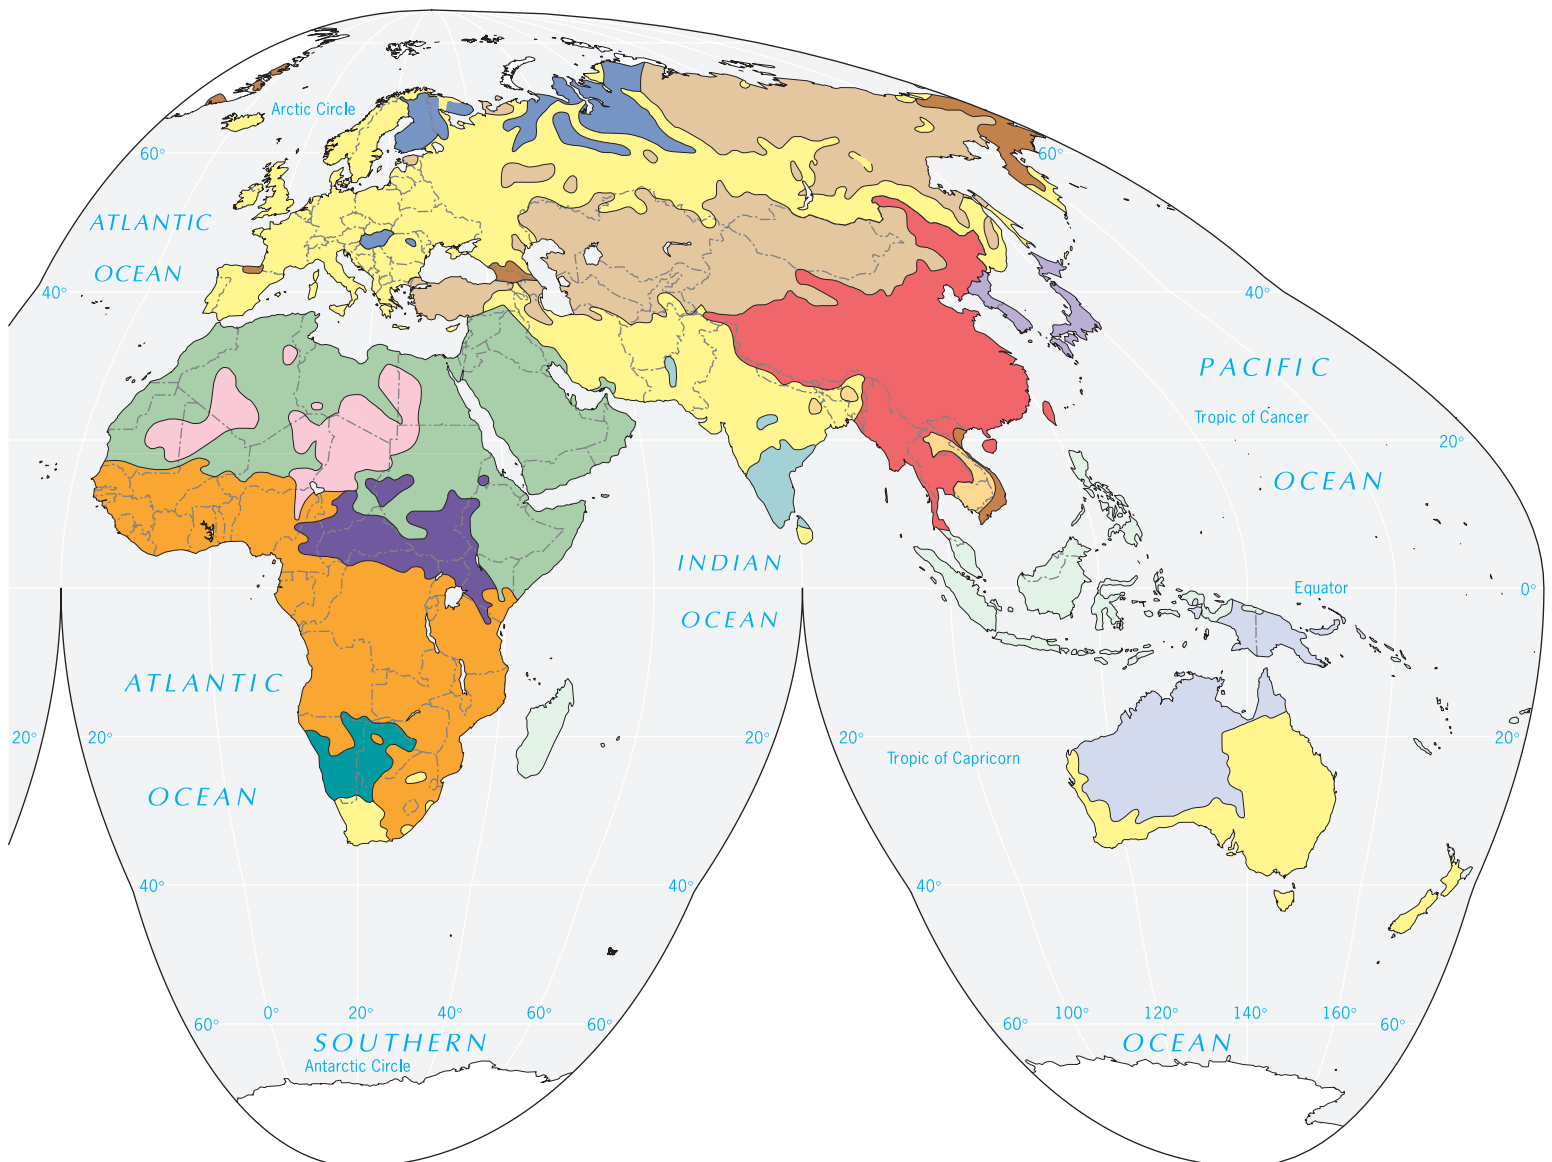 Arctic Circle
60°
60°
ATLANTIC
OCEAN
40°
40°
PACIFIC
Tropic of Cancer
20°
OCEAN
INDIAN
OCEAN
Equator
0°
ATLANTIC
20°
20°
20°
20°
20°
Tropic of Capricorn
OCEAN
40°
40°
40°
60°
0°
20°
40°
60°
60°
60°
100°
120°
140°
160°
60°
SOUTHERN
OCEAN
Antarctic Circle